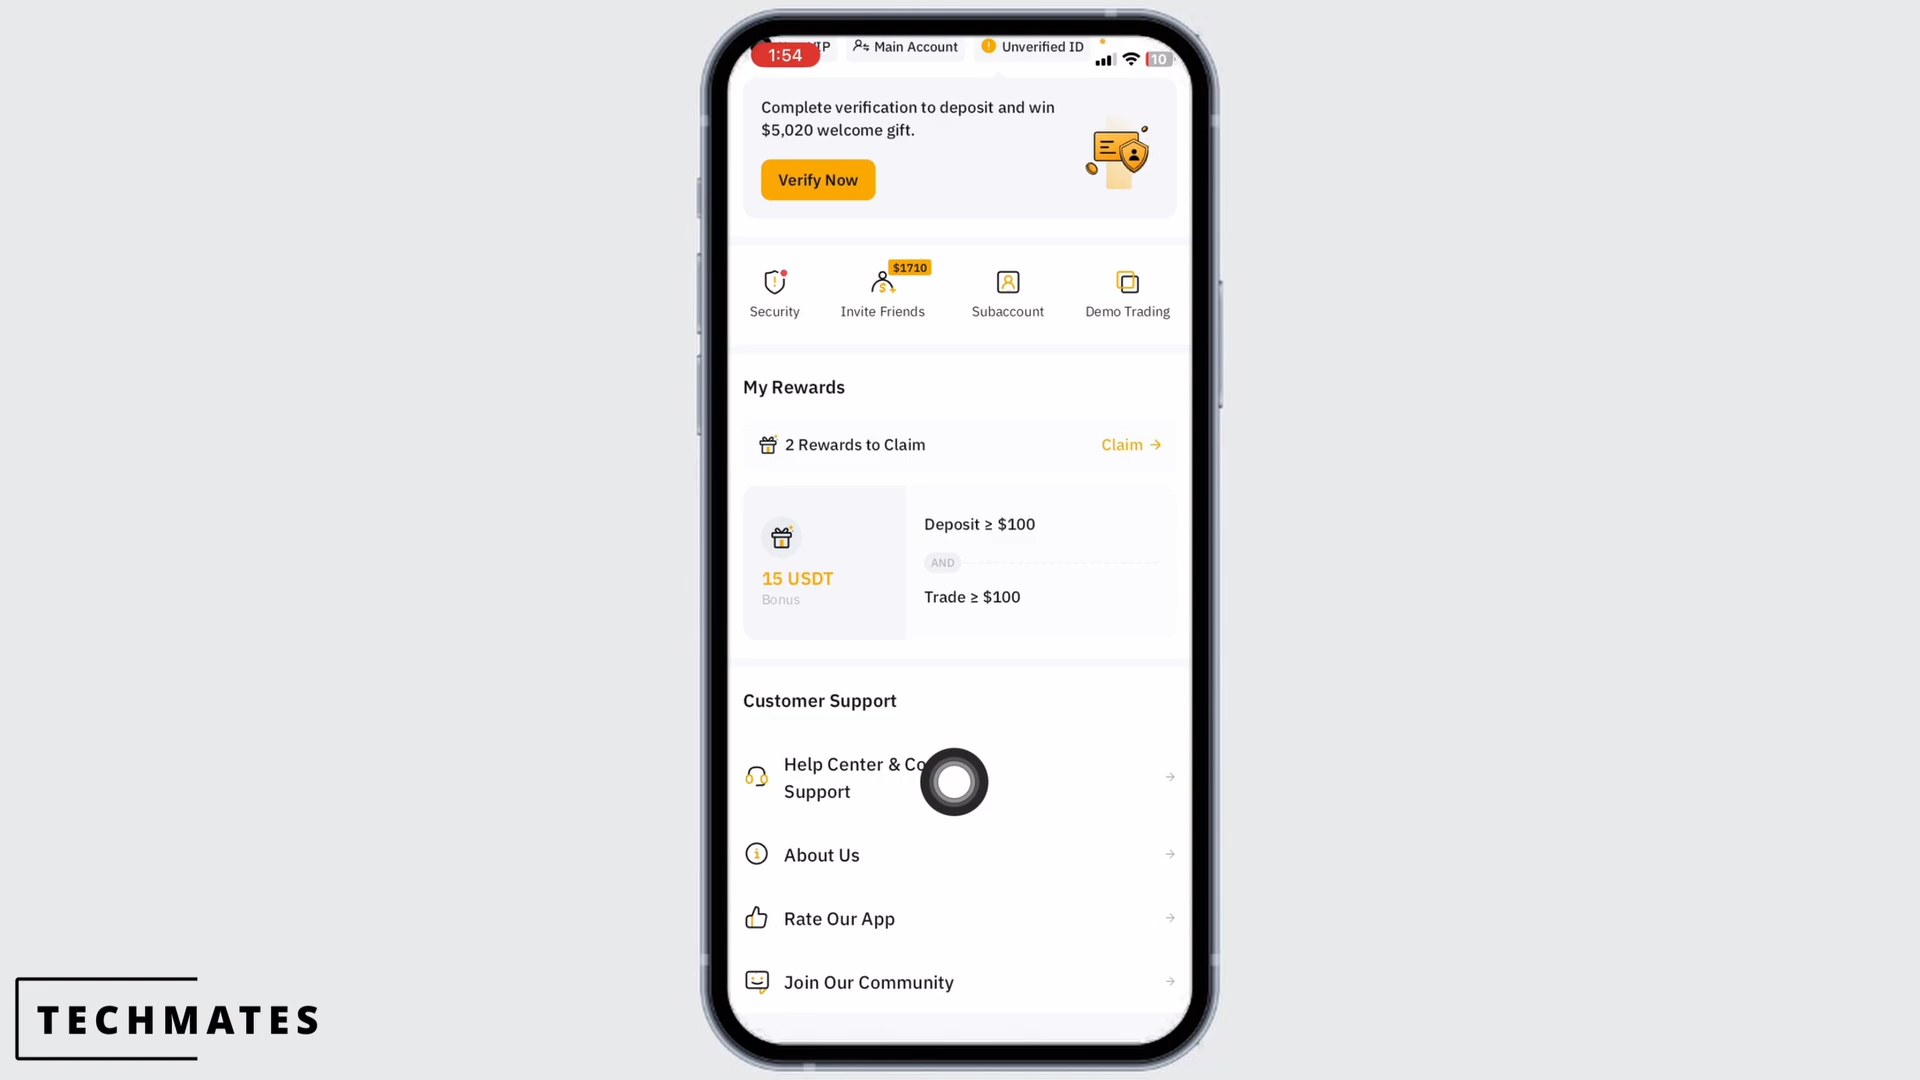 1:54
IP
Main Account
Unverified ID
10
Complete verification to deposit and win
$5,020 welcome gift.
Verify Now
$1710
Security
Invite Friends
Subaccount
Demo Trading
My Rewards
2 Rewards to Claim
Claim →
15 USDT
Bonus
Deposit ≥ $100
AND
Trade ≥ $100
Customer Support
Help Center & Co
Support
About Us
Rate Our App
Join Our Community
TECHMATES